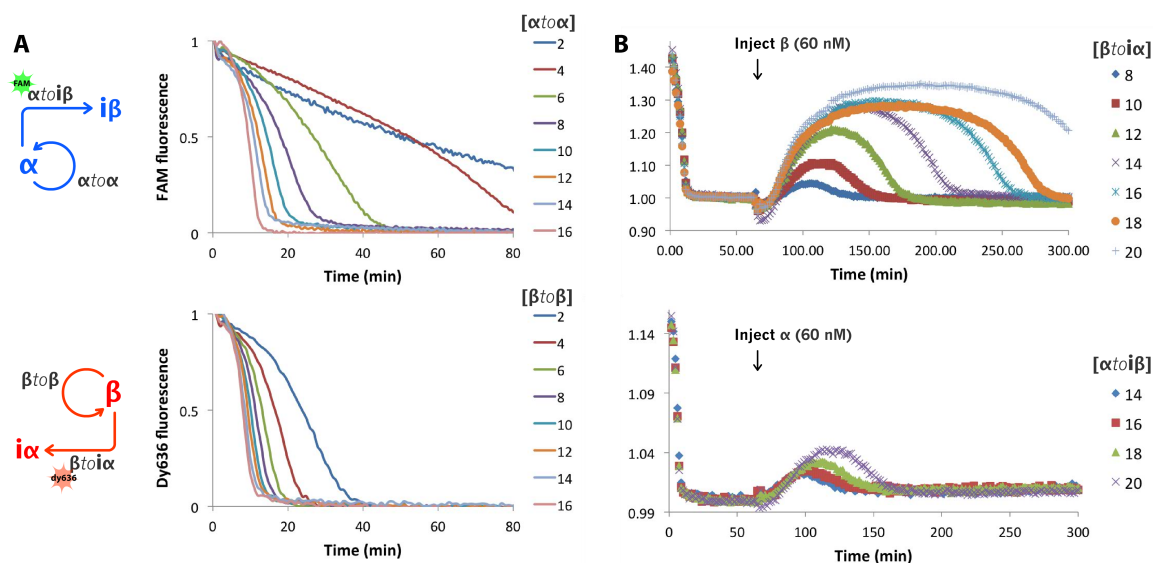 A
FAM
αtoiβ
iβ
α
αtoα
FAM fluorescence
1
0.5
0
0
20
40
60
80
Time (min)
[αtoα]
2
4
6
8
10
12
14
16
B
Inject β (60 nM)
1.40
1.30
1.20
1.10
1.00
0.90
0.00
50.00
100.00
150.00
200.00
250.00
300.00
Time (min)
[βtoiα]
8
10
12
14
16
18
20
βtoβ
β
iα
βtoiα
dy636
Dy636 fluorescence
1
0.5
0
0
20
40
60
80
Time (min)
[βtoβ]
2
4
6
8
10
12
14
16
Inject α (60 nM)
1.14
1.09
1.04
0.99
0
50
100
150
200
250
300
Time (min)
[αtoiβ]
14
16
18
20